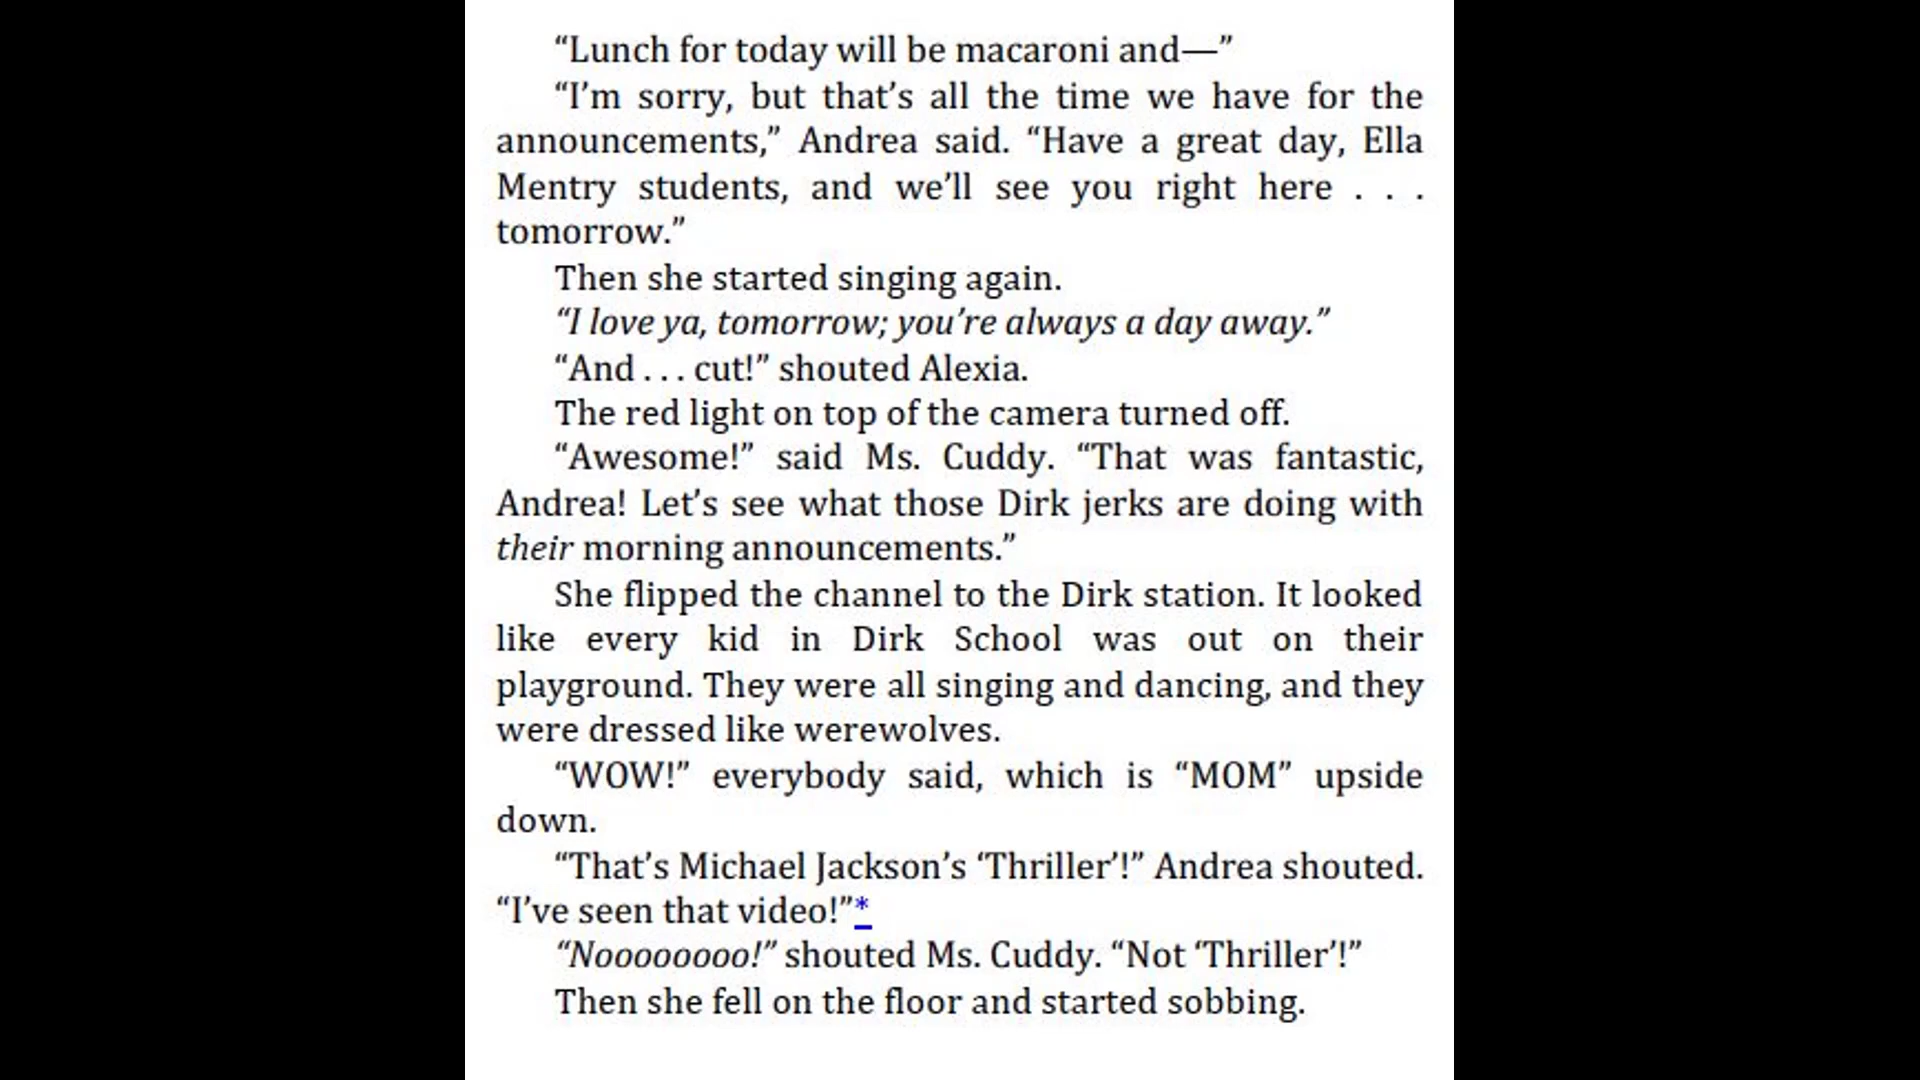 “Lunch for today will be macaroni and—”
“I’m sorry, but that’s all the time we have for the
announcements,” Andrea said. “Have a great day, Ella
Mentry students, and we’ll see you right here . . .
tomorrow.”
Then she started singing again.
“I love ya, tomorrow; you’re always a day away.”
“And . . . cut!” shouted Alexia.
The red light on top of the camera turned off.
“Awesome!” said Ms. Cuddy. “That was fantastic,
Andrea! Let’s see what those Dirk jerks are doing with
their morning announcements.”
She flipped the channel to the Dirk station. It looked
like every kid in Dirk School was out on their
playground. They were all singing and dancing, and they
were dressed like werewolves.
“WOW!” everybody said, which is “MOM” upside
down.
“That’s Michael Jackson’s ‘Thriller’!” Andrea shouted.
“I’ve seen that video!”*
“Noooooooo!” shouted Ms. Cuddy. “Not ‘Thriller’!”
Then she fell on the floor and started sobbing.